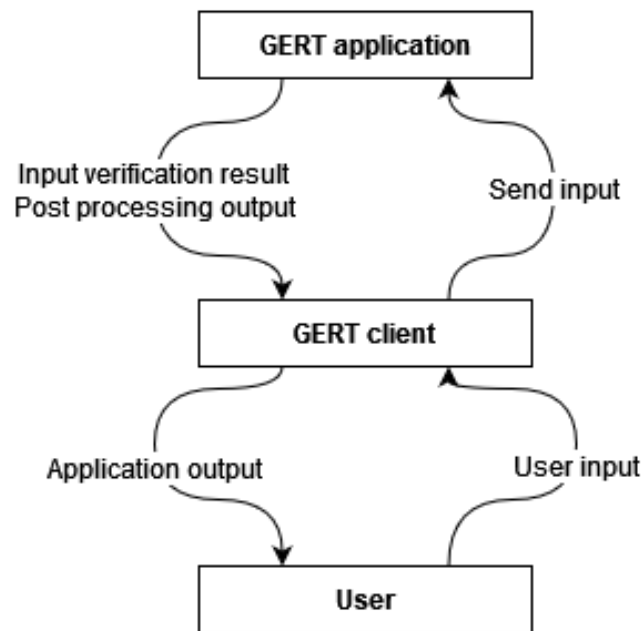 GERT application
Input verification result
Post processing output
Send input
GERT client
Application output
User input
User